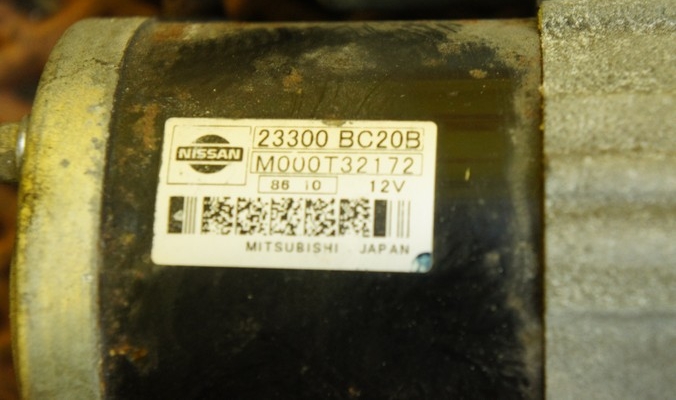 NISSAN
23300 BC20B
M000T32172
86 10 12V
MITSUBISHI JAPAN